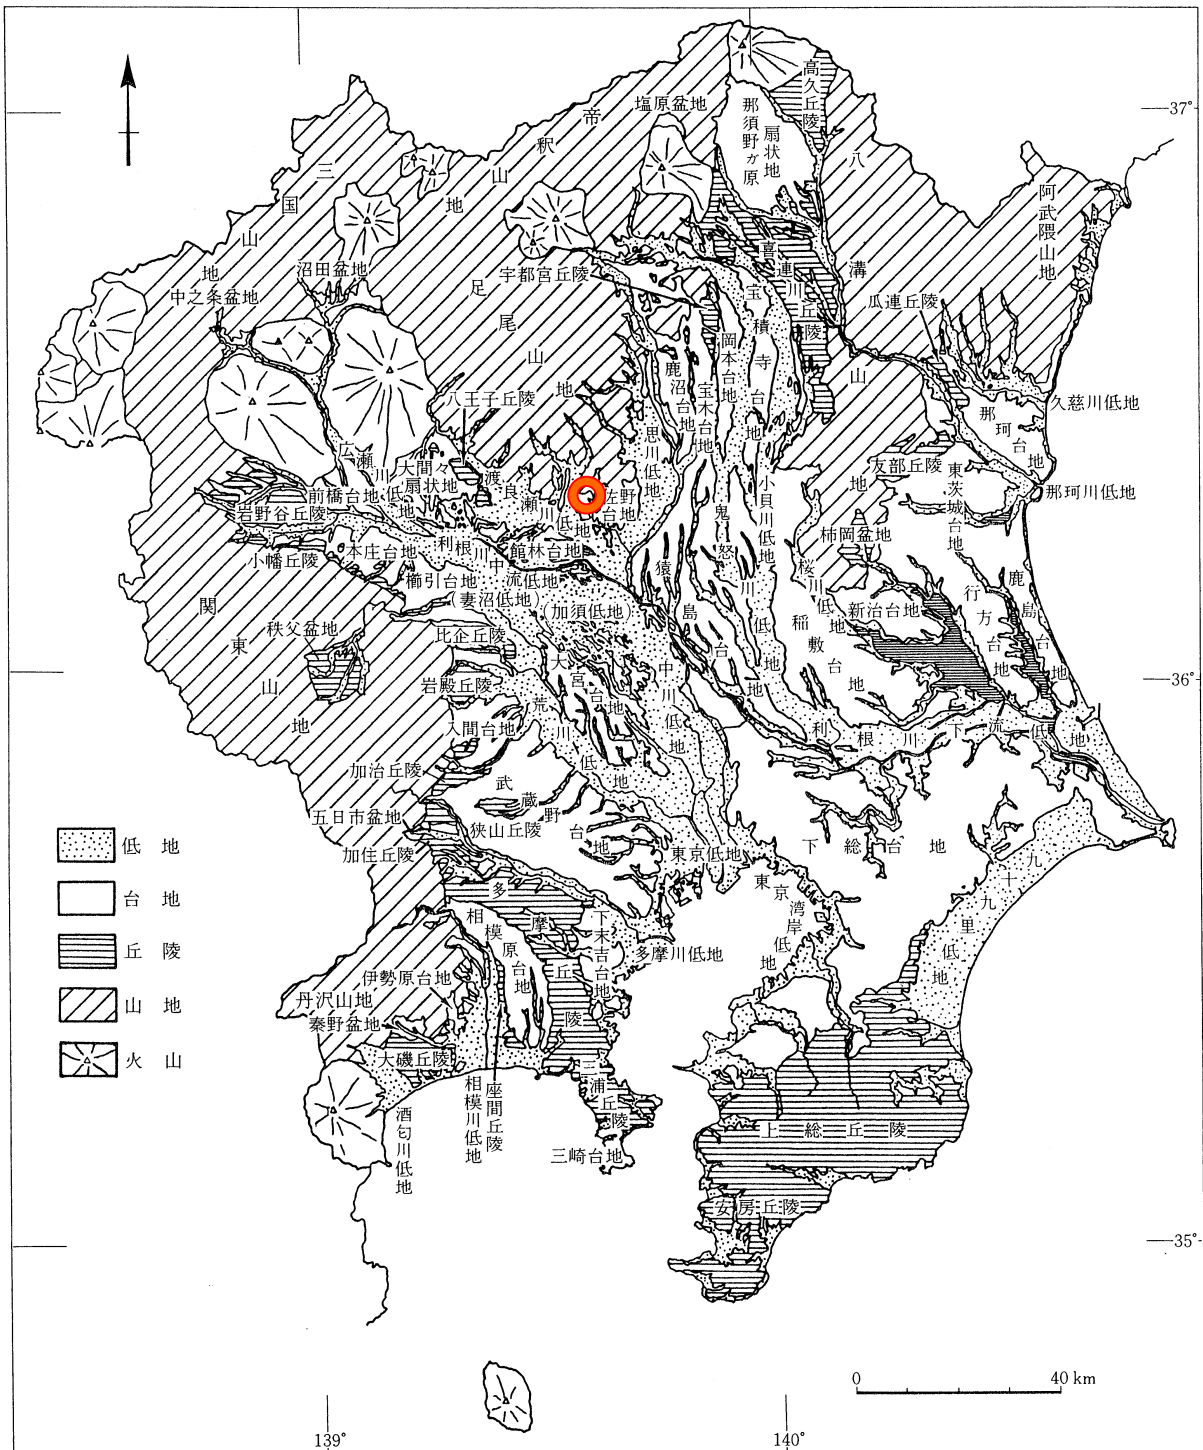 37°
36°
35°
139°
140°
0
40 km
低地
台地
丘陵
山地
火山
高久丘陵
塩原盆地
那須野ガ原
扇状地
帝釈山地
三国山地
八溝山地
阿武隈山地
沼田盆地
中之条盆地
足尾山地
宇都宮丘陵
喜連川丘陵
宝積寺台地
岡本台地
鹿沼台地
宝木台地
瓜連丘陵
久慈川低地
那珂台地
那珂川低地
友部丘陵
東茨城台地
八王子丘陵
思川低地
広瀬川低地
大間々
扇状地
渡良瀬川低地
佐野
台地
前橋台地
岩野谷丘陵
小幡丘陵
本庄台地
櫛引台地
利根川中流低地
(妻沼低地)
(加須低地)
館林台地
猿島台地
鬼怒川低地
小貝川低地
桜川低地
柿岡盆地
新治台地
稲敷台地
行方台地
鹿島台地
関東山地
秩父盆地
比企丘陵
岩殿丘陵
入間台地
大宮台地
荒川低地
中川低地
利根川下流低地
加治丘陵
五日市盆地
加住丘陵
武蔵野台地
狭山丘陵
東京低地
下総台地
九十九里低地
東京湾岸低地
多摩丘陵
相模原台地
下末吉台地
多摩川低地
伊勢原台地
丹沢山地
秦野盆地
大磯丘陵
座間丘陵
相模川低地
酒匂川低地
三浦丘陵
三崎台地
上総丘陵
安房丘陵